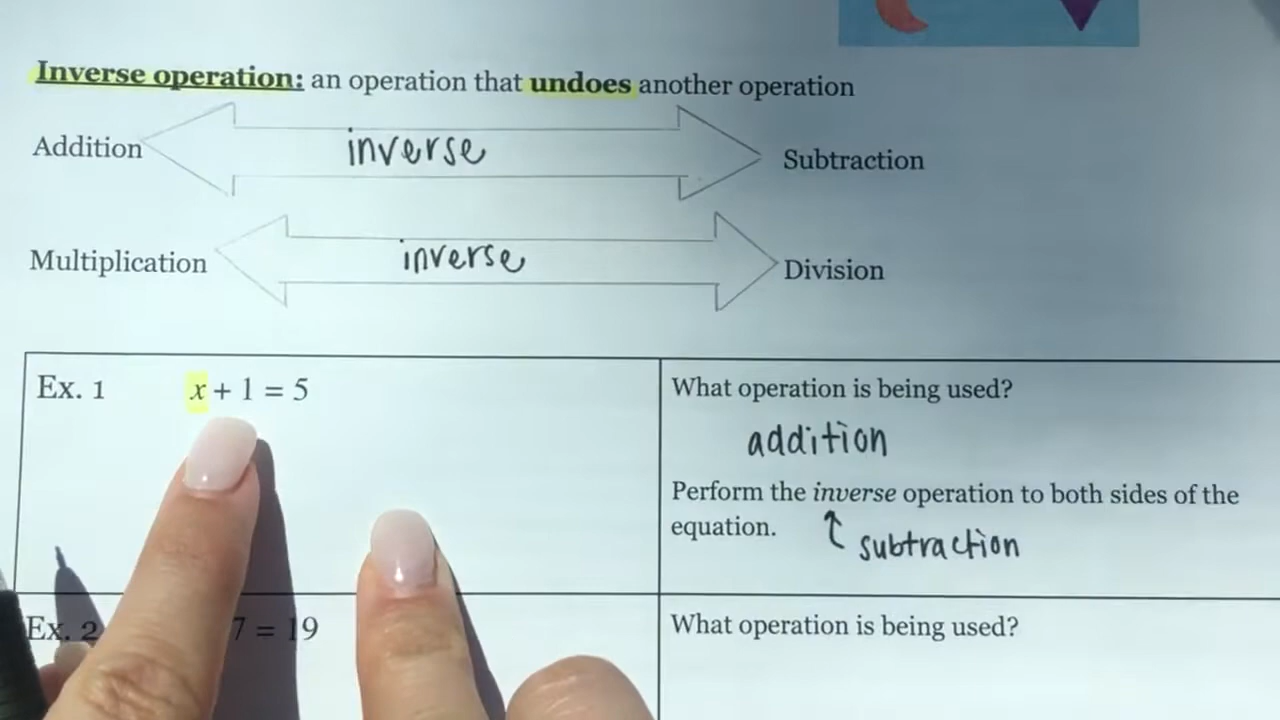 Inverse operation: an operation that undoes another operation
Addition inverse Subtraction
Multiplication inverse Division
Ex. 1 x + 1 = 5
What operation is being used?
addition
Perform the inverse operation to both sides of the
equation.
subtraction
Ex. 2 7 = 19
What operation is being used?